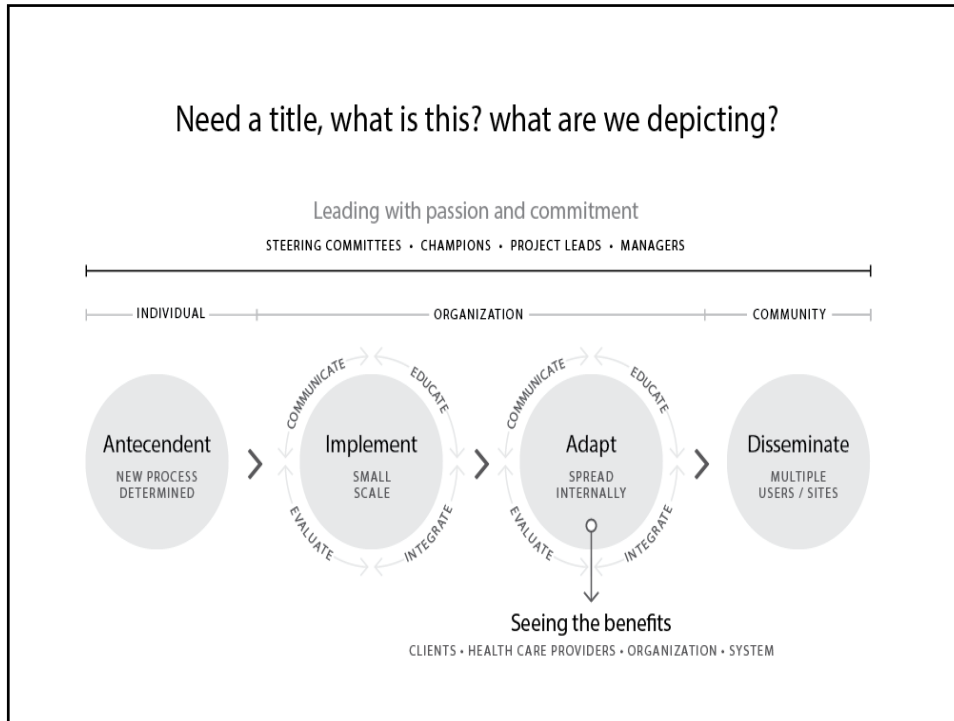 Need a title, what is this? what are we depicting?
Leading with passion and commitment
STEERING COMMITTEES • CHAMPIONS • PROJECT LEADS • MANAGERS
INDIVIDUAL
ORGANIZATION
COMMUNITY
Antecendent
NEW PROCESS
DETERMINED
COMMUNICATE
EDUCATE
Implement
SMALL
SCALE
EVALUATE
INTEGRATE
COMMUNICATE
EDUCATE
Adapt
SPREAD
INTERNALLY
EVALUATE
INTEGRATE
Disseminate
MULTIPLE
USERS / SITES
Seeing the benefits
CLIENTS • HEALTH CARE PROVIDERS • ORGANIZATION • SYSTEM